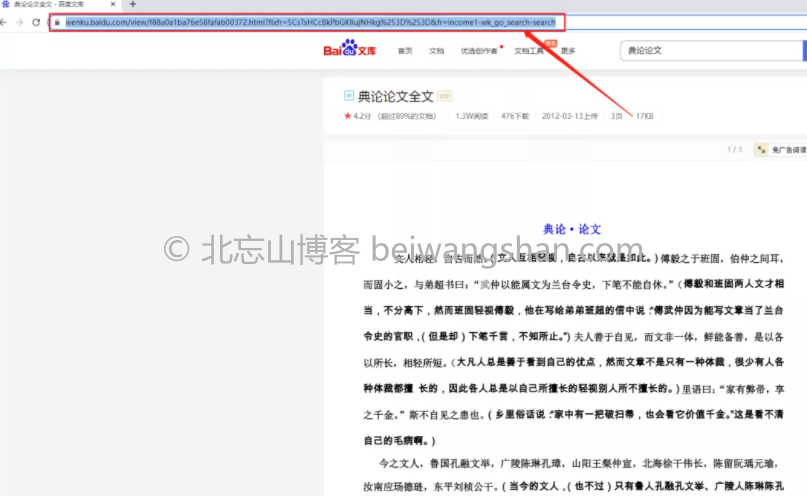 典论论文全文 - 百度文库
wenku.baidu.com/view/f88a0a1ba76e58fafab00372.html?fixfr=5CsTsHCcBkPbGKIIujNHkg%253D%253D&fr=income1-wk_go_search-search
Bai du 文库 首页 文档 优选创作者 文档工具 更多 典论论文
典论论文全文 VIP
4.2分 (超过89%的文档) 1.3W阅读 476下载 2012-03-13上传 3页 17KB
1 / 3 免广告阅读
典论·论文
文人相轻,自古而然。(文人互相轻视,自古以来就是如此。)傅毅之于班固,伯仲之间耳,
© 北忘山博客 beiwangshan.com
而固小之,与弟超书曰:“武仲以能属文为兰台令史,下笔不能自休。”(傅毅和班固两人文才相
当,不分高下,然而班固轻视傅毅,他在写给弟弟班超的信中说:“傅武仲因为能写文章当了兰台
令史的官职,(但是却)下笔千言,不知所止。”)夫人善于自见,而文非一体,鲜能备善,是以各
以所长,相轻所短。(大凡人总是善于看到自己的优点,然而文章不是只有一种体裁,很少有人各
种体裁都擅 长的,因此各人总是以自己所擅长的轻视别人所不擅长的。)里语曰:“家有弊帚,享
之千金。”斯不自见之患也。(乡里俗话说:“家中有一把破扫帚,也会看它价值千金。”这是看不清
自己的毛病啊。)
今之文人,鲁国孔融文举,广陵陈琳孔璋,山阳王粲仲宣,北海徐干伟长,陈留阮瑀元瑜,
汝南应玚德琏,东平刘桢公干。(当今的文人,(也不过)只有鲁人孔融孔文举、广陵人陈琳陈孔